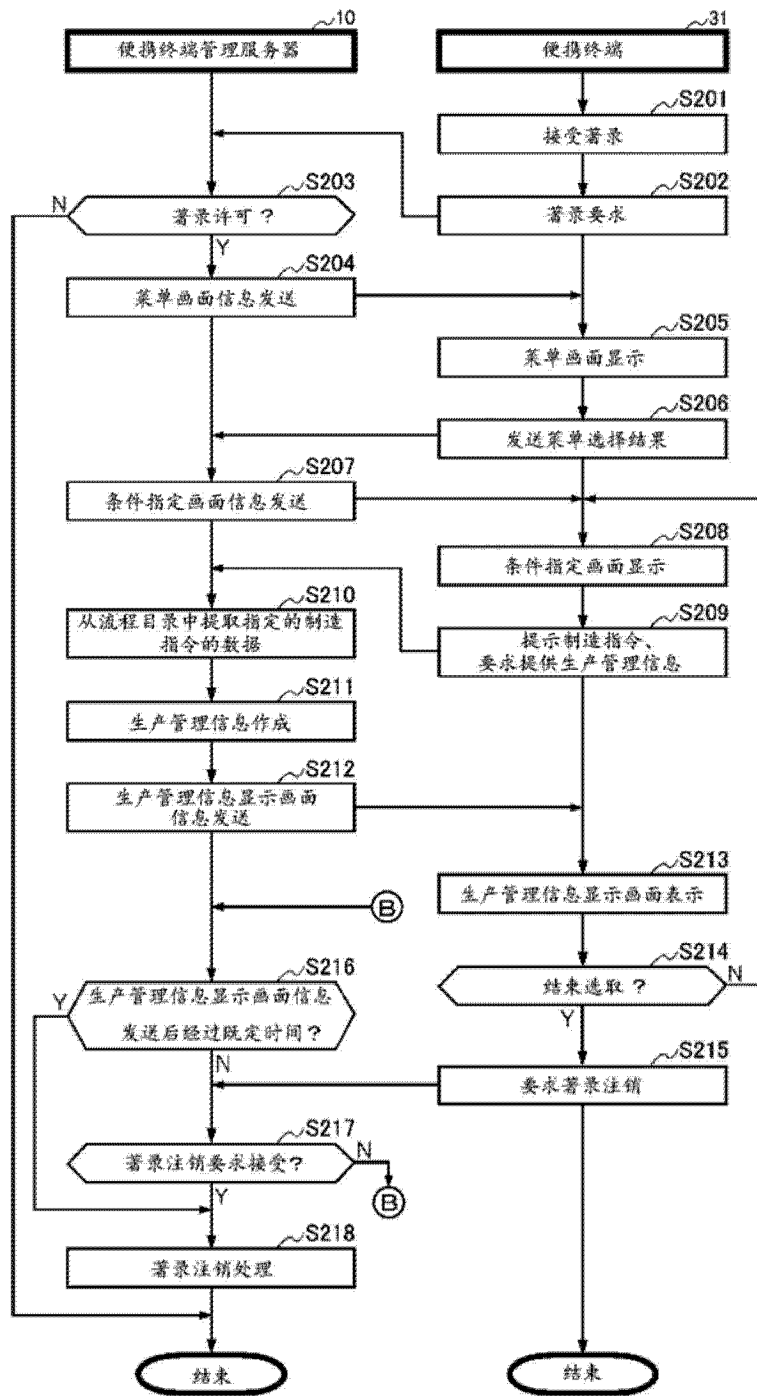 10
便携终端管理服务器
31
便携终端
S201
接受著录
S202
著录要求
S203
著录许可？
N
Y
S204
菜单画面信息发送
S205
菜单画面显示
S206
发送菜单选择结果
S207
条件指定画面信息发送
S208
条件指定画面显示
S209
提示制造指令、
要求提供生产管理信息
S210
从流程目录中提取指定的制造
指令的数据
S211
生产管理信息作成
S212
生产管理信息显示画面
信息发送
S213
生产管理信息显示画面表示
B
S214
结束选取？
N
Y
S215
要求著录注销
S216
生产管理信息显示画面信息
发送后经过既定时间？
Y
N
S217
著录注销要求接受？
N
B
Y
S218
著录注销处理
结束
结束